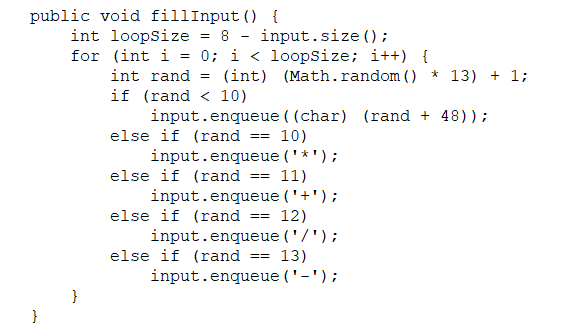 public void fillInput() {
    int loopSize = 8 - input.size();
    for (int i = 0; i < loopSize; i++) {
        int rand = (int) (Math.random() * 13) + 1;
        if (rand < 10)
            input.enqueue((char) (rand + 48));
        else if (rand == 10)
            input.enqueue('*');
        else if (rand == 11)
            input.enqueue('+');
        else if (rand == 12)
            input.enqueue('/');
        else if (rand == 13)
            input.enqueue('-');
    }
}